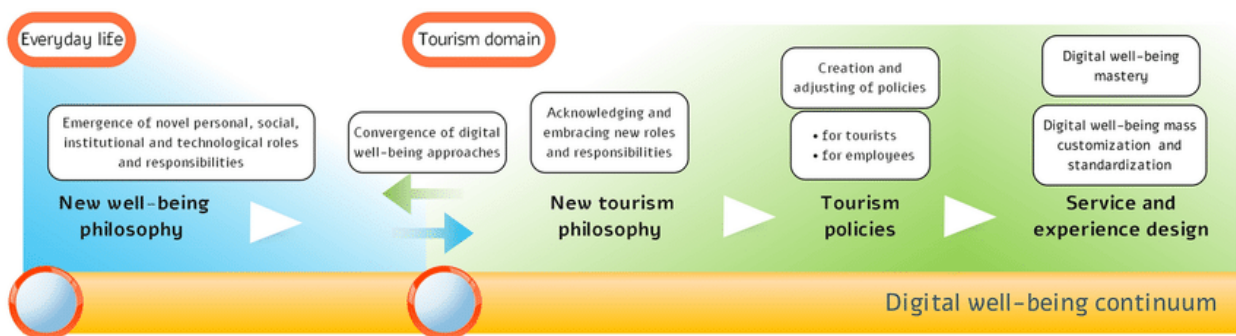 Everyday life
Tourism domain
Emergence of novel personal, social,
institutional and technological roles
and responsibilities
New well-being
philosophy
Convergence of digital
well-being approaches
Acknowledging and
embracing new roles
and responsibilities
New tourism
philosophy
Creation and
adjusting of policies
• for tourists
• for employees
Tourism
policies
Digital well-being
mastery
Digital well-being mass
customization and
standardization
Service and
experience design
Digital well-being continuum